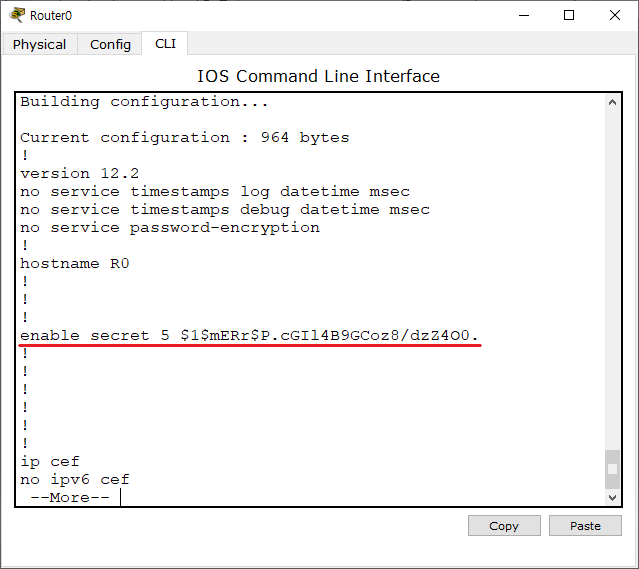 Router0
Physical Config CLI
IOS Command Line Interface
Building configuration...
Current configuration : 964 bytes
!
version 12.2
no service timestamps log datetime msec
no service timestamps debug datetime msec
no service password-encryption
!
hostname R0
!
!
!
enable secret 5 $1$mERr$P.cGIl4B9GCoz8/dzZ4O0.
!
!
!
!
!
!
ip cef
no ipv6 cef
--More--
Copy Paste